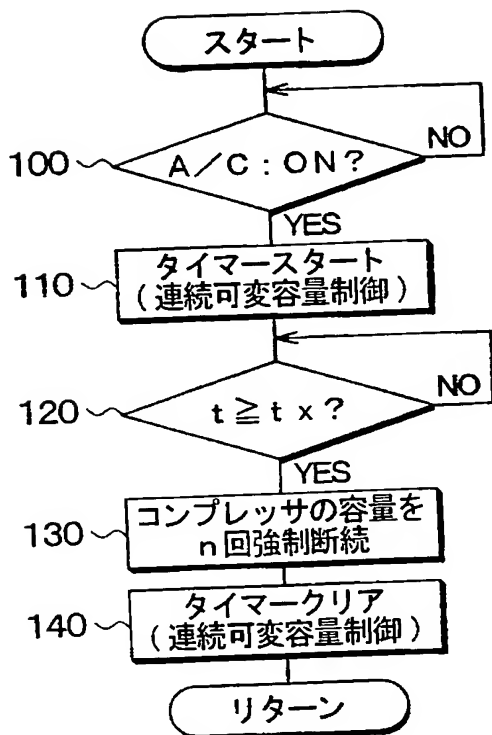 スタート
100
A/C:ON?
NO
YES
110
タイマースタート
(連続可変容量制御)
120
t≧tx?
NO
YES
130
コンプレッサの容量を
n回強制断続
140
タイマークリア
(連続可変容量制御)
リターン